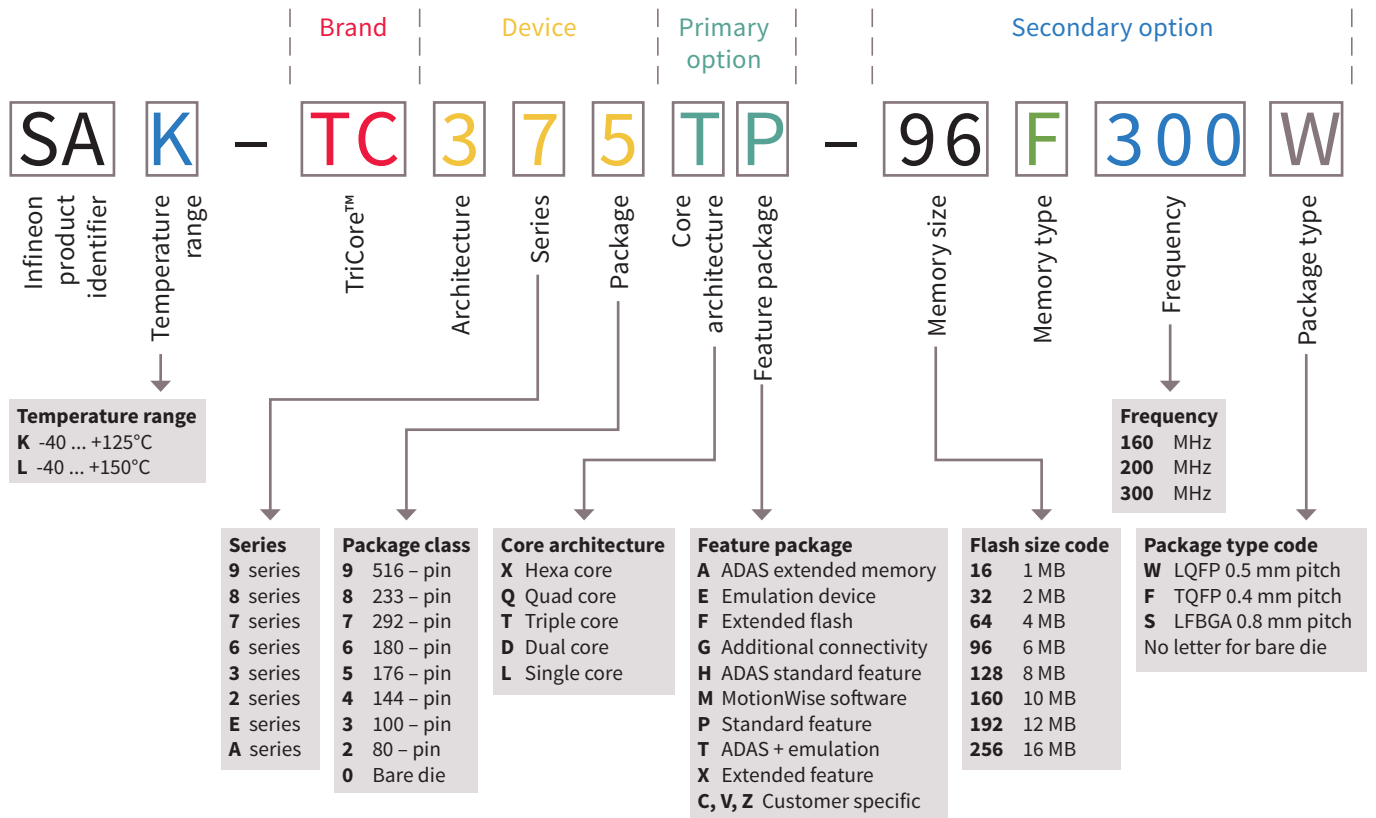 Brand
Device
Primary
option
Secondary option
SA K – TC 3 7 5 T P – 96 F 300 W
Infineon
product
identifier
Temperature
range
TriCore™
Architecture
Series
Package
Core
architecture
Feature package
Memory size
Memory type
Frequency
Package type
Temperature range
K -40 ... +125°C
L -40 ... +150°C
Frequency
160 MHz
200 MHz
300 MHz
Series
9 series
8 series
7 series
6 series
3 series
2 series
E series
A series
Package class
9 516 – pin
8 233 – pin
7 292 – pin
6 180 – pin
5 176 – pin
4 144 – pin
3 100 – pin
2 80 – pin
0 Bare die
Core architecture
X Hexa core
Q Quad core
T Triple core
D Dual core
L Single core
Feature package
A ADAS extended memory
E Emulation device
F Extended flash
G Additional connectivity
H ADAS standard feature
M MotionWise software
P Standard feature
T ADAS + emulation
X Extended feature
C, V, Z Customer specific
Flash size code
16 1 MB
32 2 MB
64 4 MB
96 6 MB
128 8 MB
160 10 MB
192 12 MB
256 16 MB
Package type code
W LQFP 0.5 mm pitch
F TQFP 0.4 mm pitch
S LFBGA 0.8 mm pitch
No letter for bare die